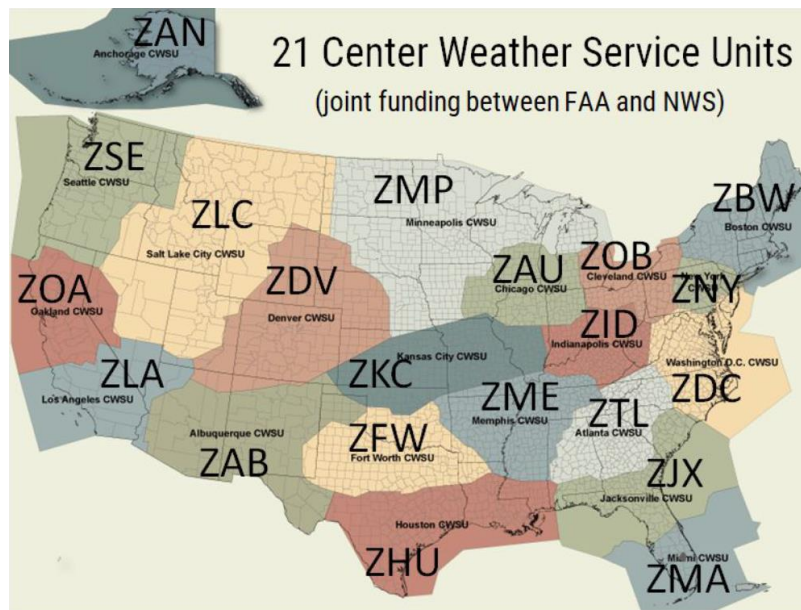 ZAN
Anchorage CWSU
21 Center Weather Service Units
(joint funding between FAA and NWS)
ZSE
Seattle CWSU
ZLC
Salt Lake City CWSU
ZMP
Minneapolis CWSU
ZBW
Boston CWSU
ZOA
Oakland CWSU
ZDV
Denver CWSU
ZAU
Chicago CWSU
ZOB
Cleveland CWSU
New York
CWSU
ZNY
ZID
Indianapolis CWSU
ZLA
Los Angeles CWSU
Kansas City CWSU
ZKC
ZME
Memphis CWSU
Washington D.C. CWSU
ZDC
Albuquerque CWSU
ZAB
ZFW
Fort Worth CWSU
ZTL
Atlanta CWSU
ZJX
Jacksonville CWSU
Houston CWSU
ZHU
Miami CWSU
ZMA